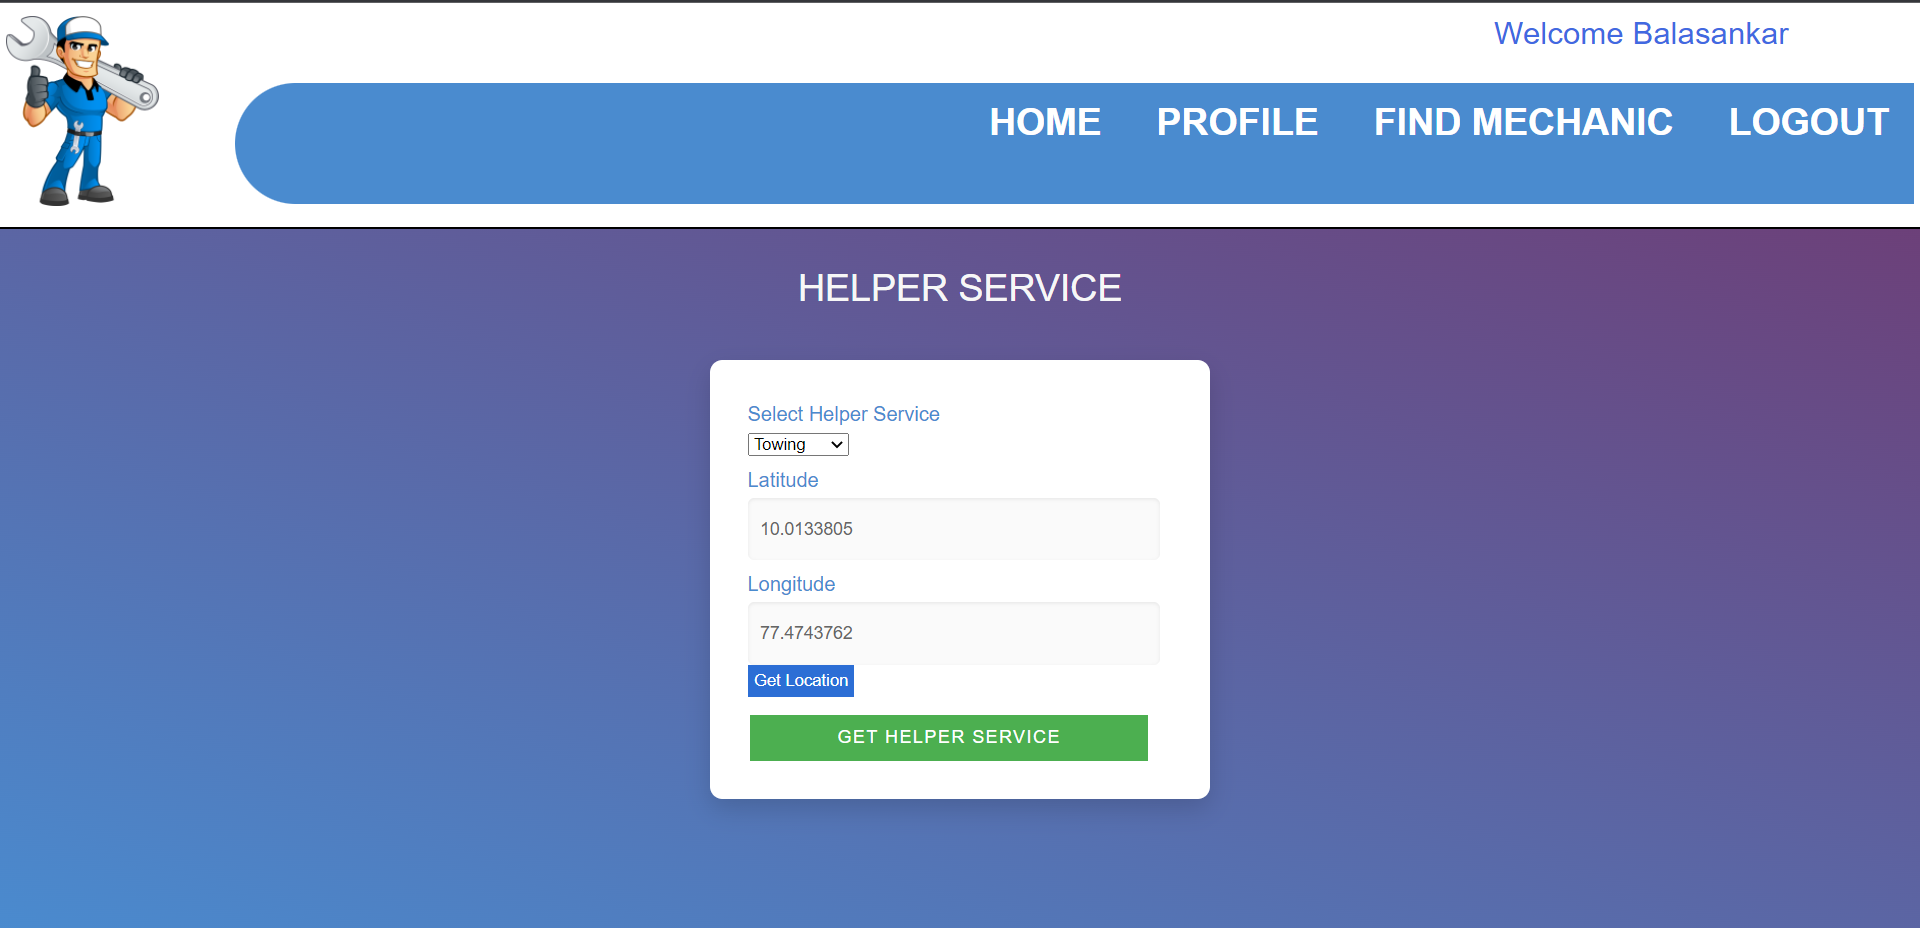 Welcome Balasankar
HOME PROFILE FIND MECHANIC LOGOUT
HELPER SERVICE
Select Helper Service
Towing
Latitude
10.0133805
Longitude
77.4743762
Get Location
GET HELPER SERVICE